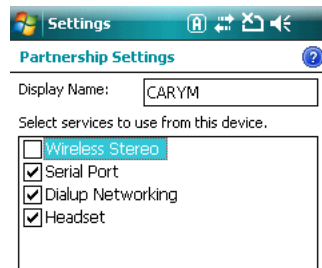 Settings
A
Partnership Settings
?
Display Name: CARYM
Select services to use from this device.
Wireless Stereo
Serial Port
Dialup Networking
Headset